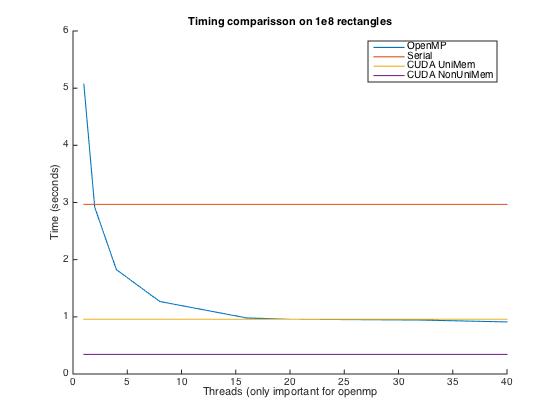 Timing comparisson on 1e8 rectangles
6
OpenMP
Serial
CUDA UniMem
CUDA NonUniMem
5
4
3
2
1
0
Time (seconds)
0 5 10 15 20 25 30 35 40
Threads (only important for openmp